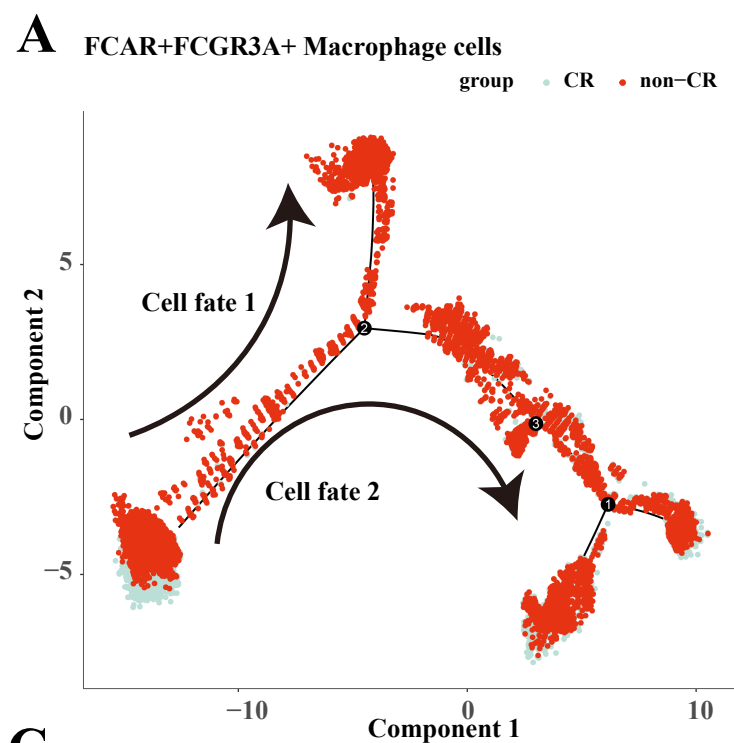 A
FCAR+FCGR3A+ Macrophage cells
group CR non−CR
5
Cell fate 1
2
Component 2
0
3
Cell fate 2
1
−5
−10 0 10
Component 1
C